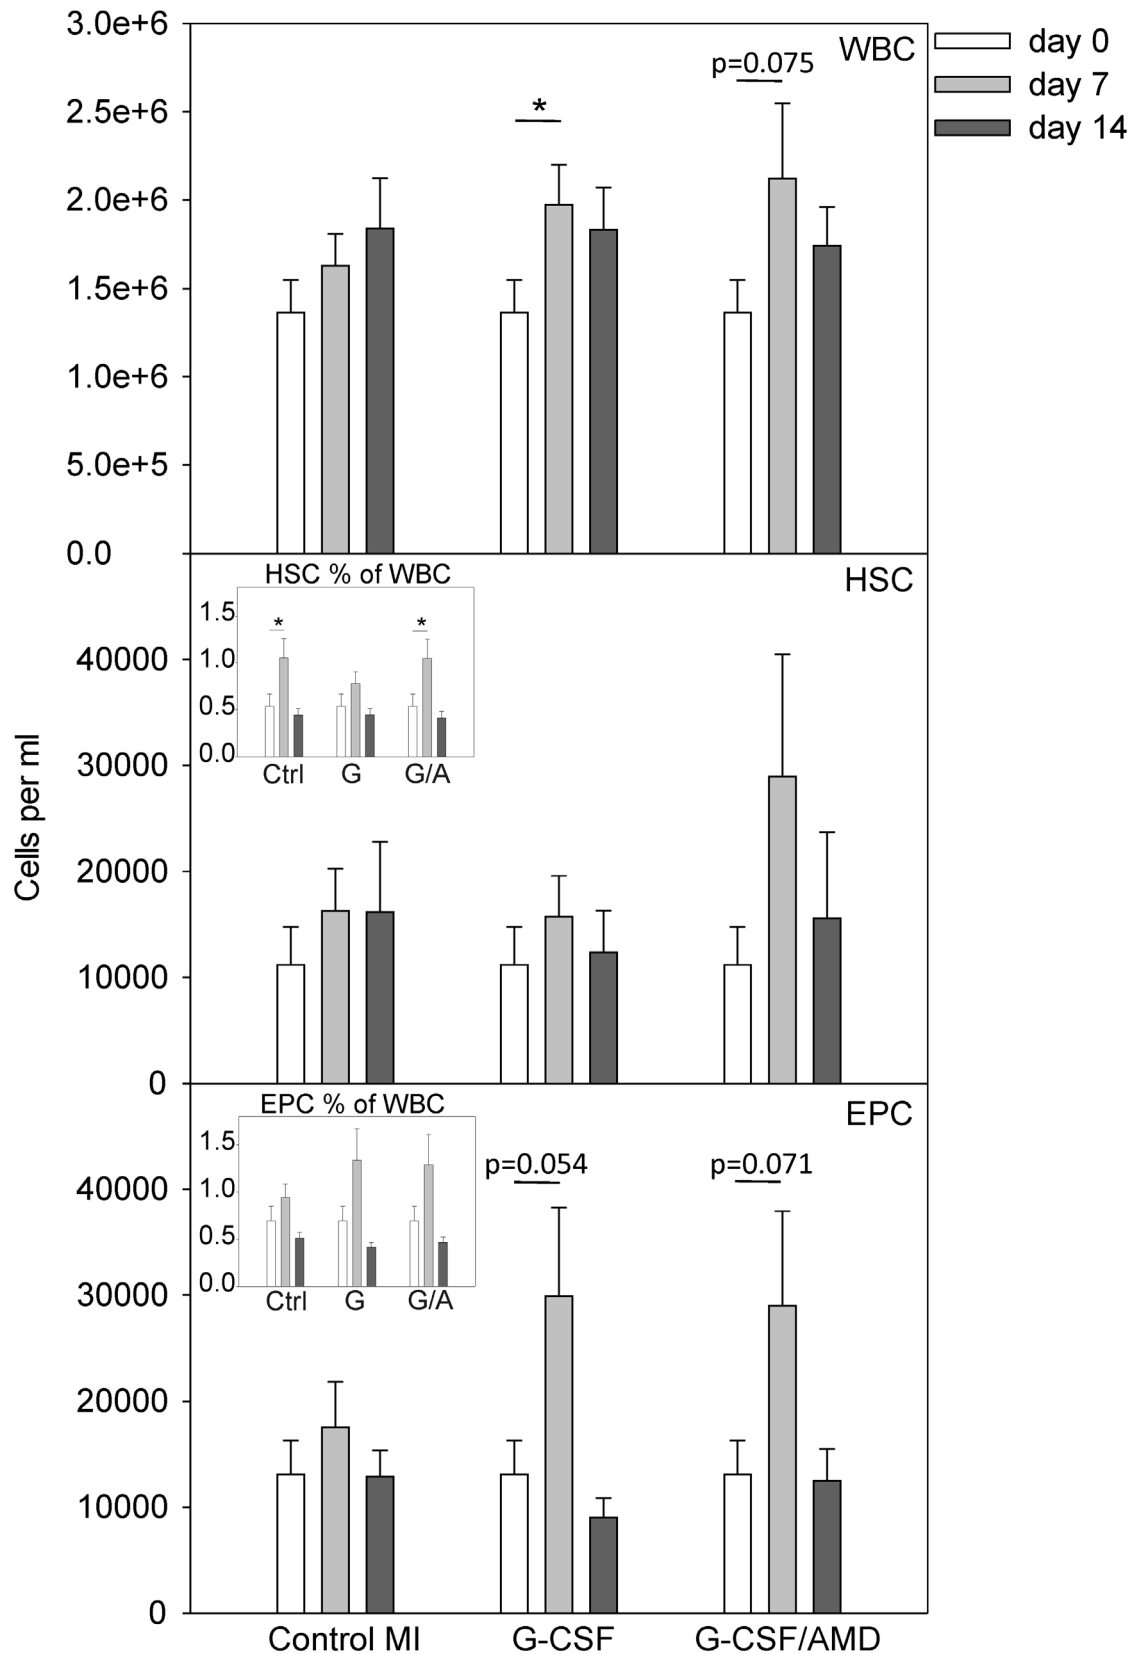 3.0e+6
WBC
day 0
p=0.075
day 7
2.5e+6
*
day 14
2.0e+6
1.5e+6
1.0e+6
5.0e+5
0.0
HSC % of WBC
HSC
1.5
*
*
1.0
40000
0.5
0.0
30000
Ctrl
G
G/A
Cells per ml
20000
10000
0
EPC % of WBC
EPC
1.5
p=0.054
p=0.071
1.0
40000
0.5
0.0
30000
Ctrl
G
G/A
20000
10000
0
Control MI
G-CSF
G-CSF/AMD